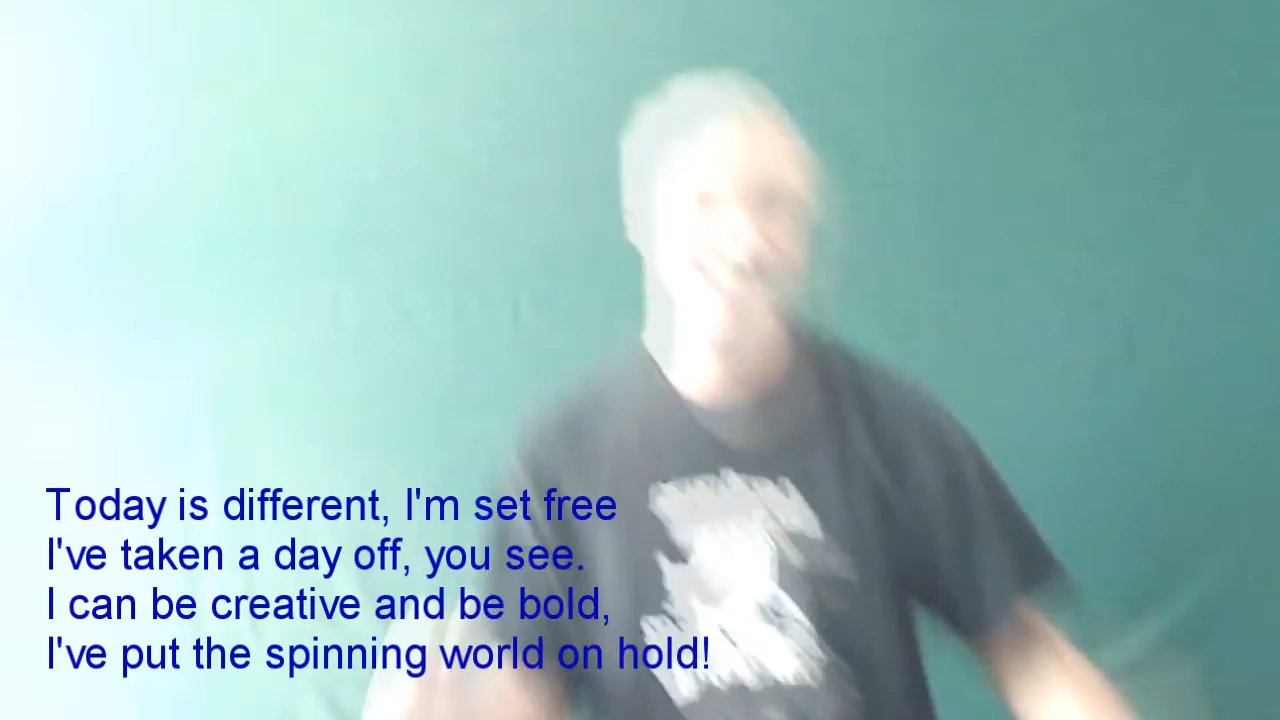 Today is different, I'm set free
I've taken a day off, you see.
I can be creative and be bold,
I've put the spinning world on hold!